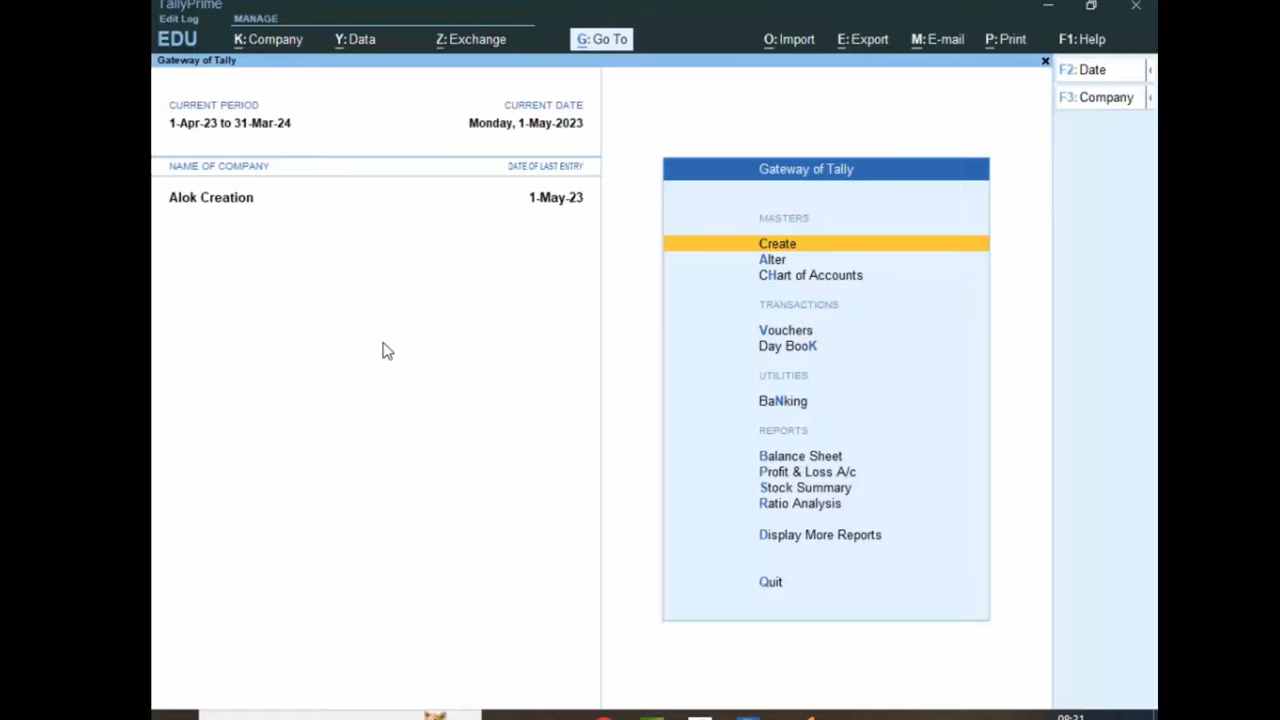 TallyPrime
Edit Log
MANAGE
EDU
K: Company
Y: Data
Z: Exchange
G: Go To
O: Import
E: Export
M: E-mail
P: Print
F1: Help
Gateway of Tally
F2: Date
F3: Company
CURRENT PERIOD
CURRENT DATE
1-Apr-23 to 31-Mar-24
Monday, 1-May-2023
NAME OF COMPANY
DATE OF LAST ENTRY
Alok Creation
1-May-23
Gateway of Tally
MASTERS
Create
Alter
CHart of Accounts
TRANSACTIONS
Vouchers
Day BooK
UTILITIES
BaNking
REPORTS
Balance Sheet
Profit & Loss A/c
Stock Summary
Ratio Analysis
Display More Reports
Quit
08:31